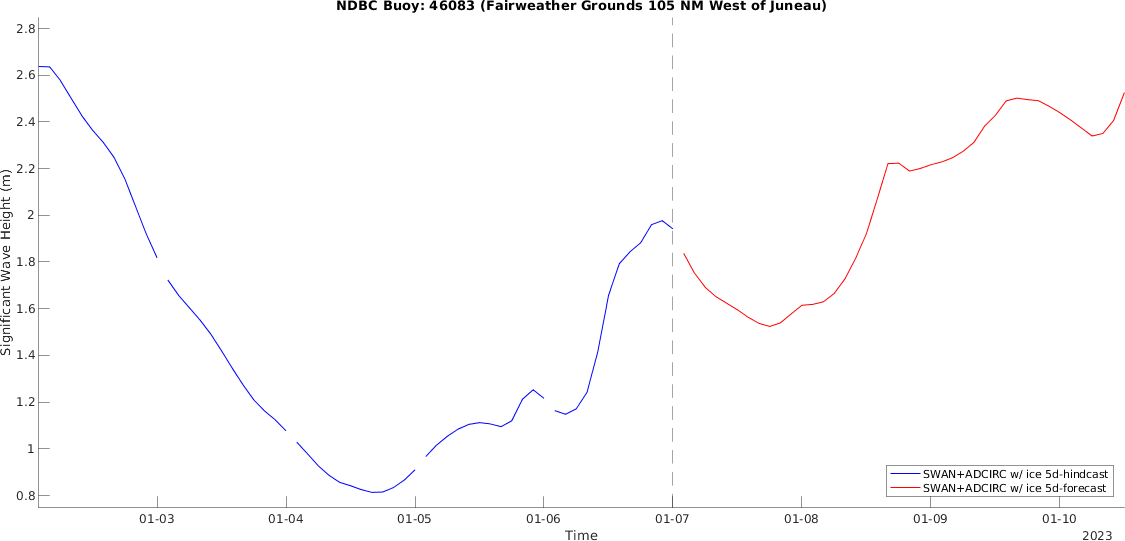 NDBC Buoy: 46083 (Fairweather Grounds 105 NM West of Juneau)
2.8
2.6
2.4
2.2
2
1.8
1.6
1.4
1.2
1
0.8
Significant Wave Height (m)
SWAN+ADCIRC w/ ice 5d-hindcast
SWAN+ADCIRC w/ ice 5d-forecast
01-03 01-04 01-05 01-06 01-07 01-08 01-09 01-10
Time
2023